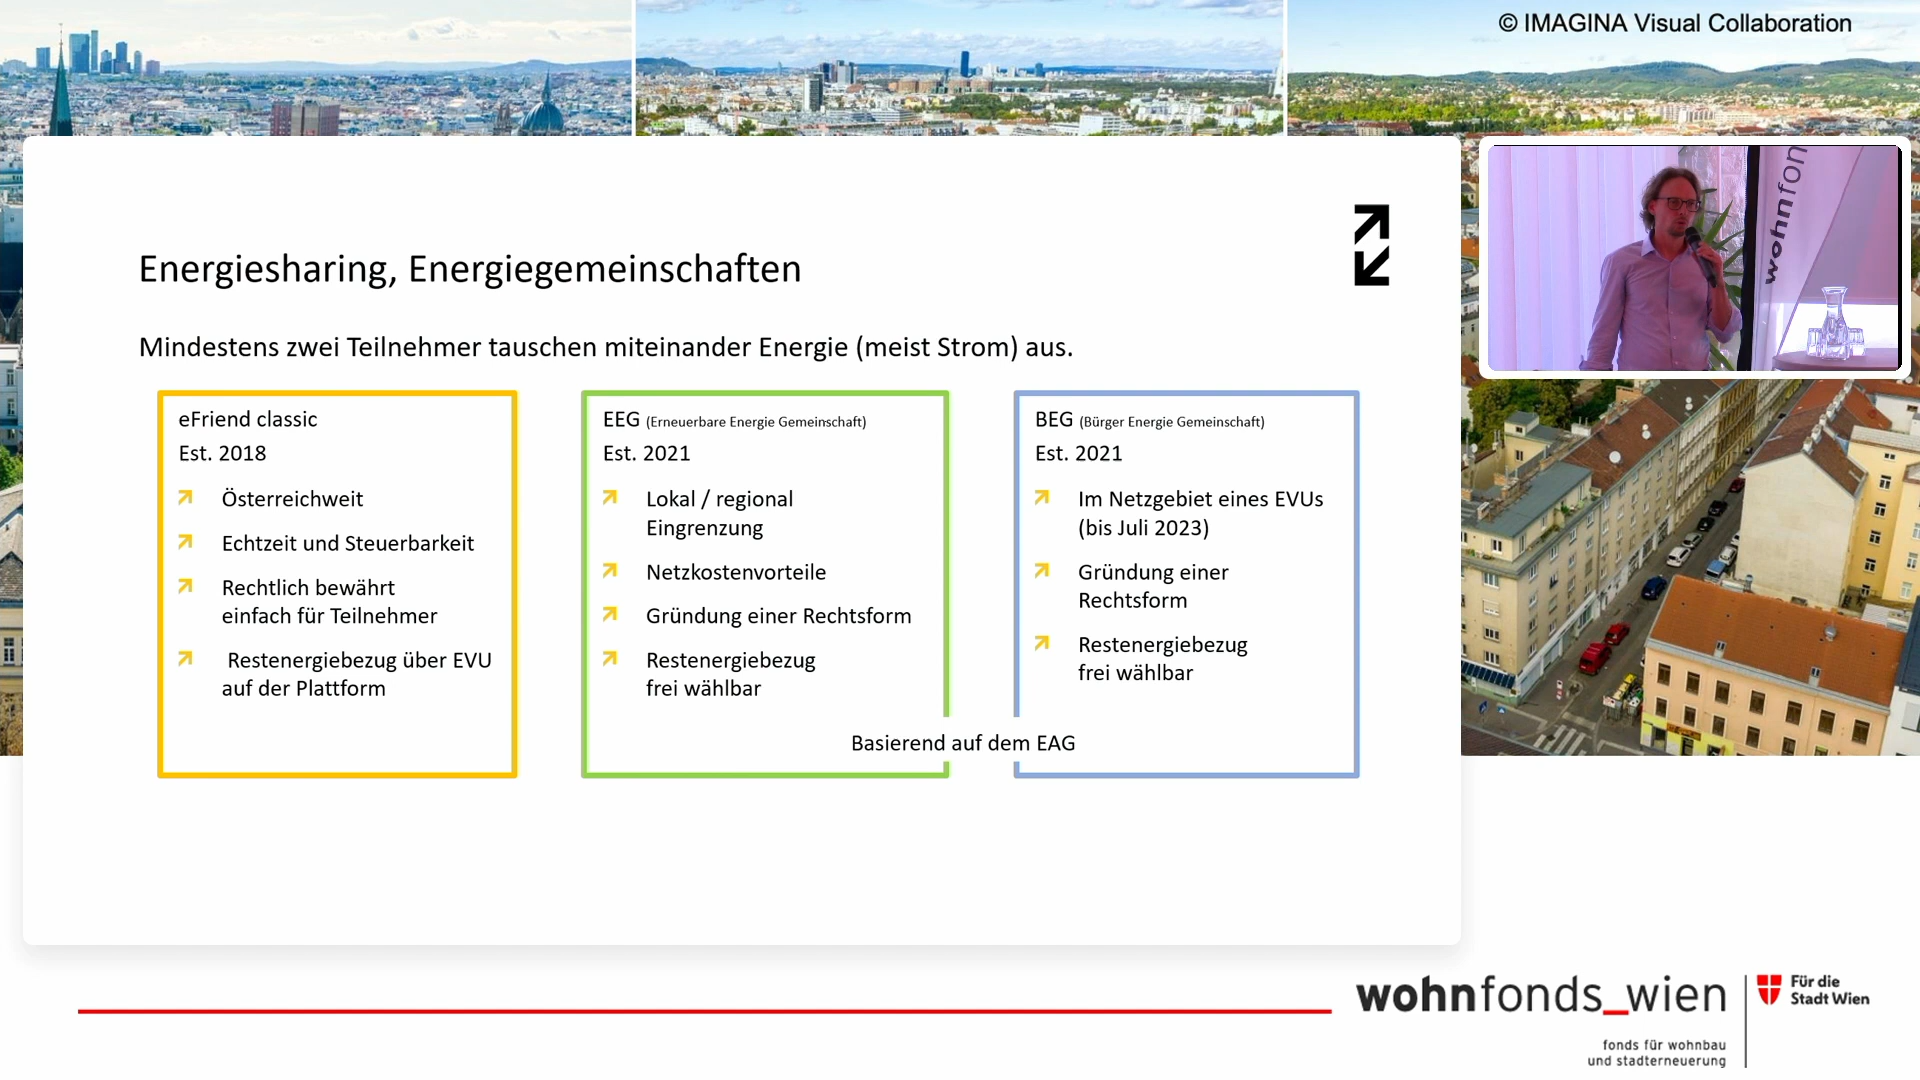 © IMAGINA Visual Collaboration
wohnfon
Energiesharing, Energiegemeinschaften
Mindestens zwei Teilnehmer tauschen miteinander Energie (meist Strom) aus.
eFriend classic
Est. 2018
Österreichweit
Echtzeit und Steuerbarkeit
Rechtlich bewährt
einfach für Teilnehmer
Restenergiebezug über EVU
auf der Plattform
EEG (Erneuerbare Energie Gemeinschaft)
Est. 2021
Lokal / regional
Eingrenzung
Netzkostenvorteile
Gründung einer Rechtsform
Restenergiebezug
frei wählbar
BEG (Bürger Energie Gemeinschaft)
Est. 2021
Im Netzgebiet eines EVUs
(bis Juli 2023)
Gründung einer
Rechtsform
Restenergiebezug
frei wählbar
Basierend auf dem EAG
wohnfonds_wien
fonds für wohnbau
und stadterneuerung
Für die
Stadt Wien